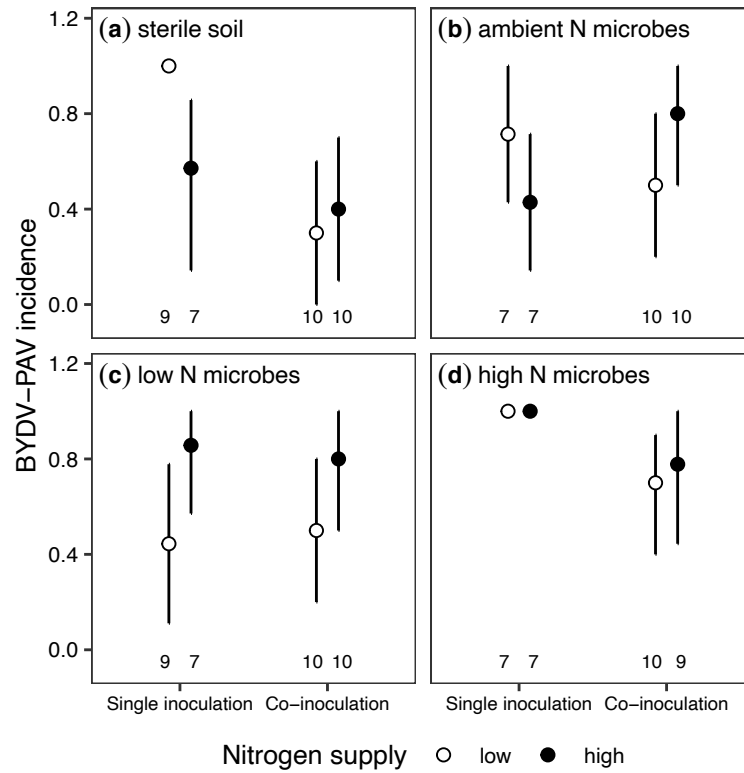 BYDV−PAV incidence
(a) sterile soil
1.2
0.8
0.4
0.0
9 7 10 10
(b) ambient N microbes
7 7 10 10
(c) low N microbes
1.2
0.8
0.4
0.0
9 7 10 10
Single inoculation Co−inoculation
(d) high N microbes
7 7 10 9
Single inoculation Co−inoculation
Nitrogen supply low high